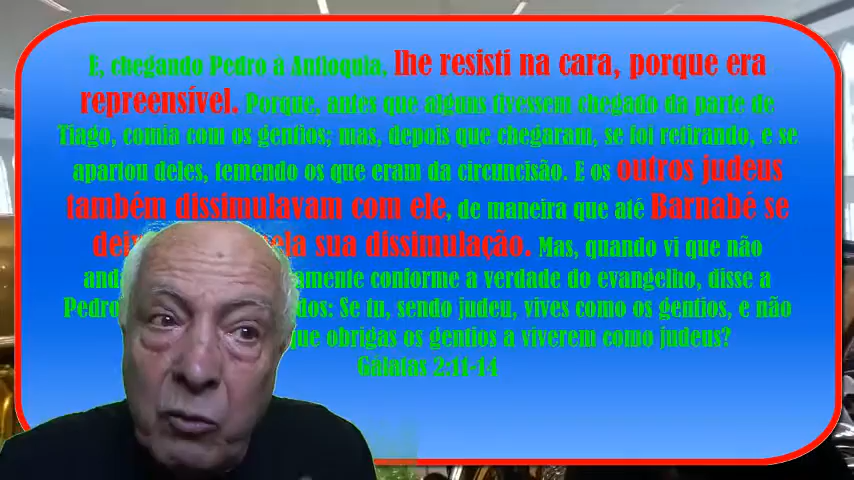 E, chegando Pedro à Antioquia, lhe resisti na cara, porque era
repreensível. Porque, antes que alguns tivessem chegado da parte de
Tiago, comia com os gentios; mas, depois que chegaram, se foi retirando, e se
apartou deles, temendo os que eram da circuncisão. E os outros judeus
também dissimulavam com ele, de maneira que até Barnabé se
sua dissimulação. Mas, quando vi que não
conforme a verdade do evangelho, disse a
Pedro Se tu, sendo judeu, vives como os gentios, e não
que obrigas os gentios a viverem como judeus?
Gálatas 2:11-14